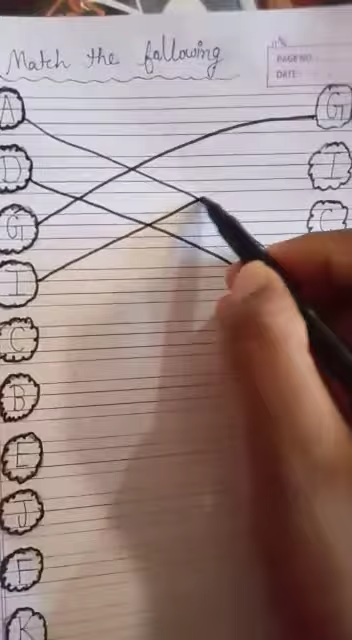 Match the following
PAGE NO.:
DATE:
A G
D I
G C
I
C
B
E
J
F
K